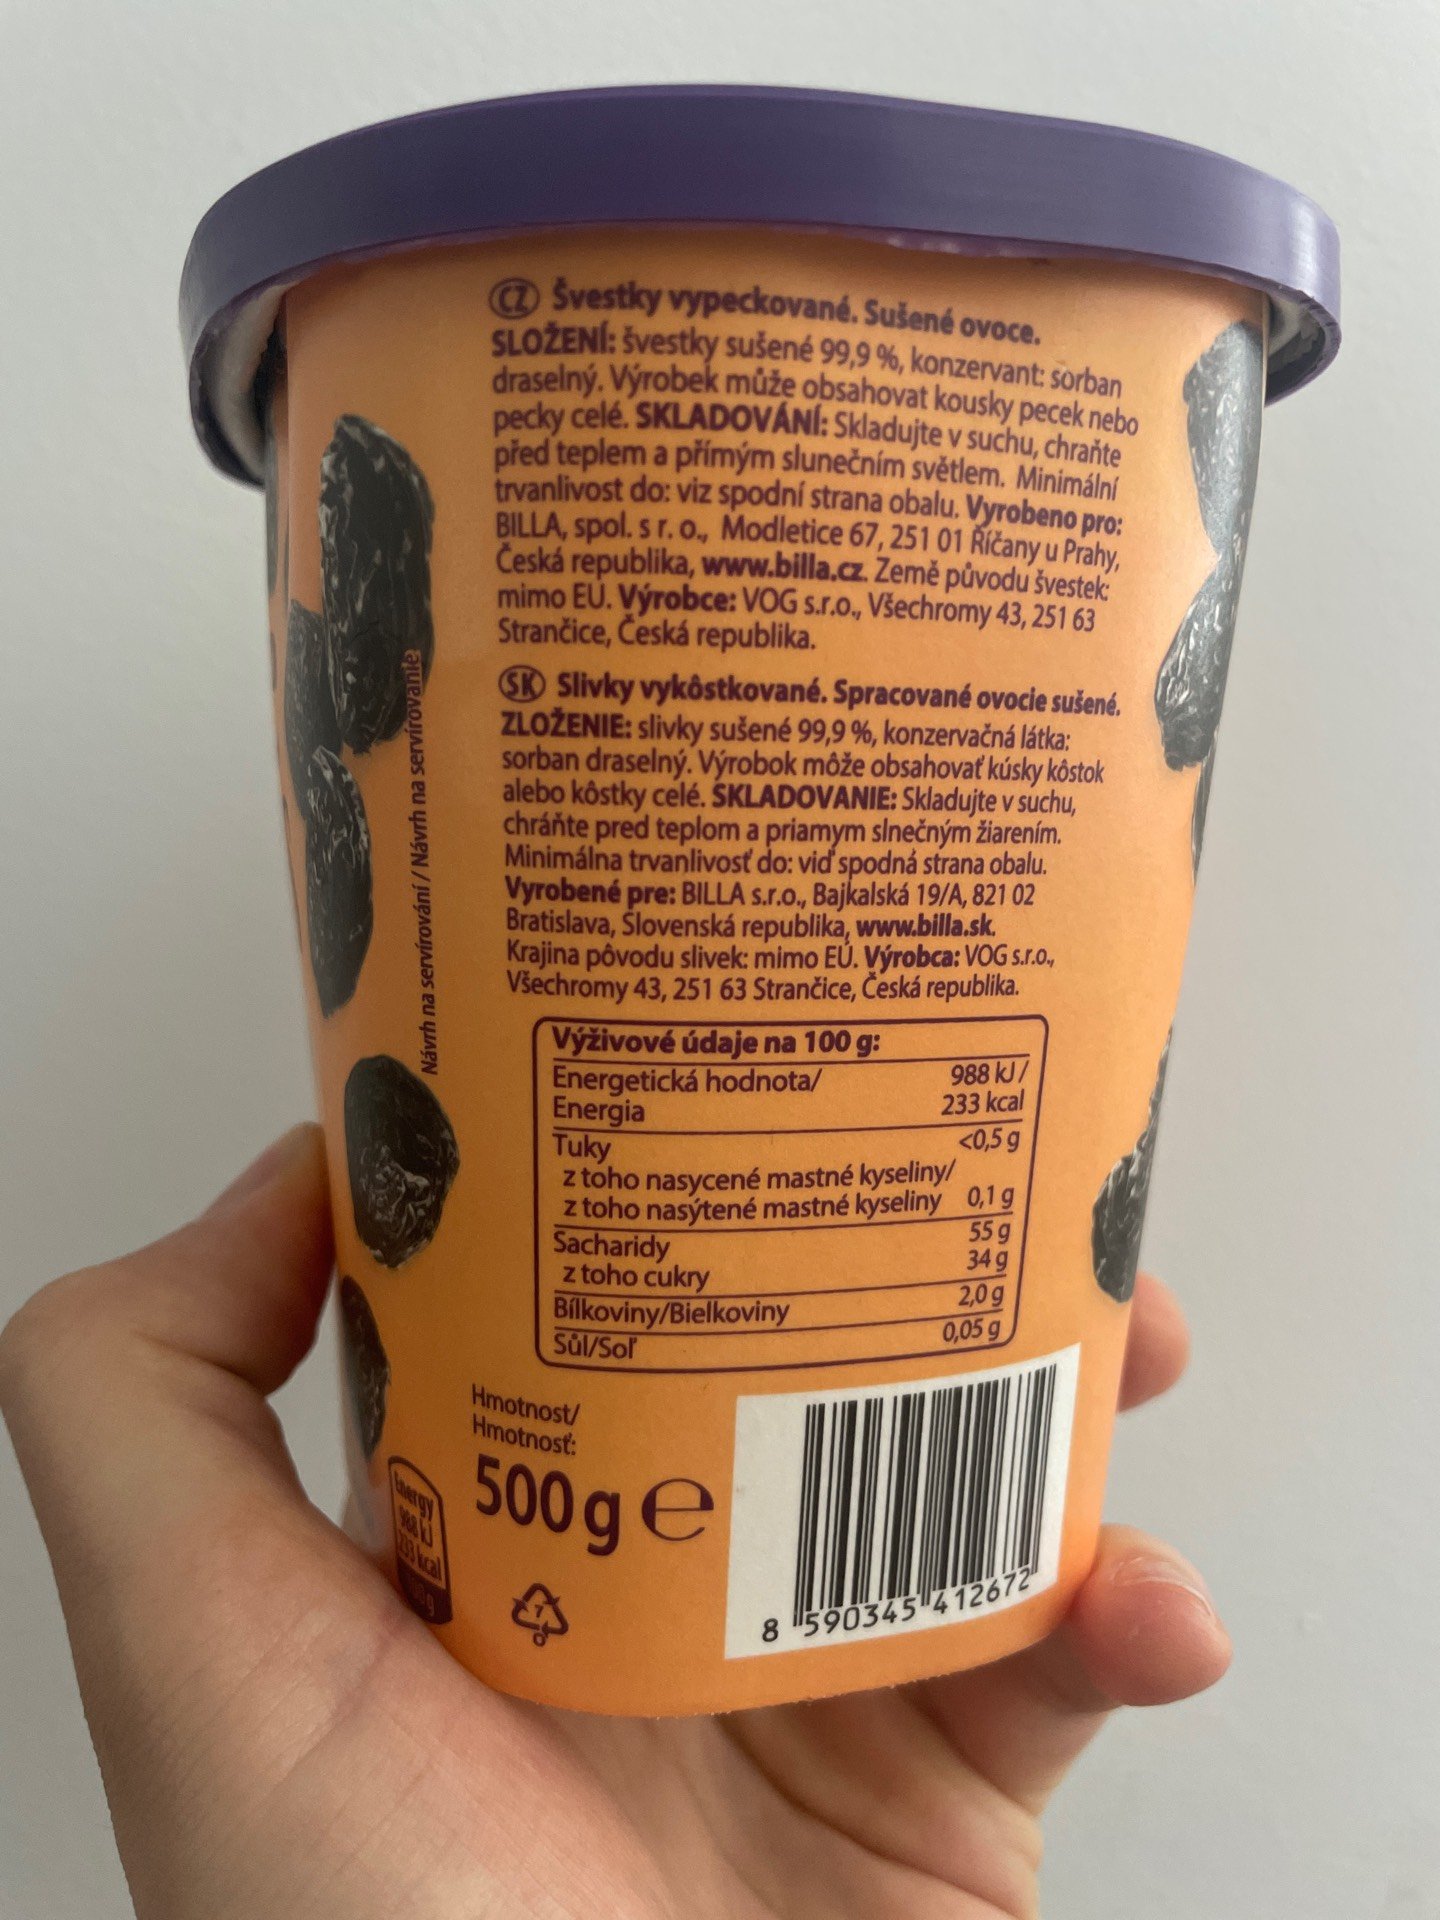 CZ Švestky vypeckované. Sušené ovoce.
SLOŽENÍ: švestky sušené 99,9 %, konzervant: sorban
draselný. Výrobek může obsahovat kousky pecek nebo
pecky celé. SKLADOVÁNÍ: Skladujte v suchu, chraňte
před teplem a přímým slunečním světlem. Minimální
trvanlivost do: viz spodní strana obalu. Vyrobeno pro:
BILLA, spol. s r. o., Modletice 67, 251 01 Říčany u Prahy,
Česká republika, www.billa.cz. Země původu švestek:
mimo EU. Výrobce: VOG s.r.o., Všechromy 43, 251 63
Strančice, Česká republika.
SK Slivky vykôstkované. Spracované ovocie sušené.
ZLOŽENIE: slivky sušené 99,9 %, konzervačná látka:
sorban draselný. Výrobok môže obsahovať kúsky kôstok
alebo kôstky celé. SKLADOVANIE: Skladujte v suchu,
chráňte pred teplom a priamym slnečným žiarením.
Minimálna trvanlivosť do: viď spodná strana obalu.
Vyrobené pre: BILLA s.r.o., Bajkalská 19/A, 821 02
Bratislava, Slovenská republika, www.billa.sk.
Krajina pôvodu slivek: mimo EÚ. Výrobca: VOG s.r.o.,
Všechromy 43, 251 63 Strančice, Česká republika.
Návrh na servírování / Návrh na servírovanie
Výživové údaje na 100 g:
Energetická hodnota/ 988 kJ /
Energia 233 kcal
Tuky <0,5 g
z toho nasycené mastné kyseliny/
z toho nasýtené mastné kyseliny 0,1 g
Sacharidy 55 g
z toho cukry 34 g
Bílkoviny/Bielkoviny 2,0 g
Sůl/Soľ 0,05 g
Hmotnost/
Hmotnosť:
500 g e
Energy
988 kJ
233 kcal
7
O
8 590345 412672